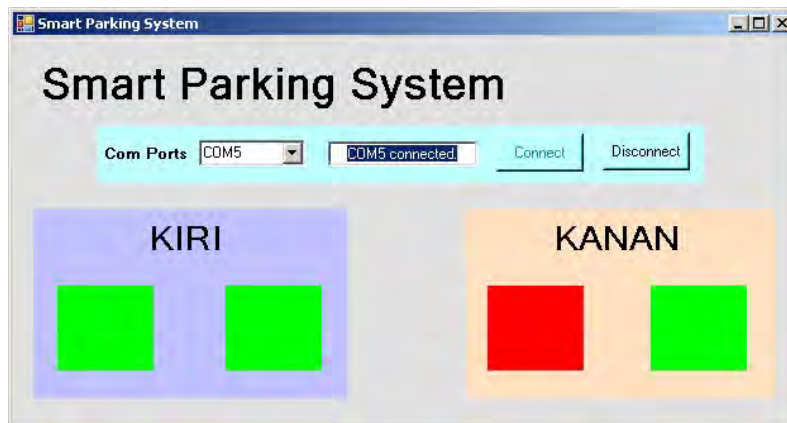 Smart Parking System
Smart Parking System
Com Ports COM5 COM5 connected. Connect Disconnect
KIRI KANAN